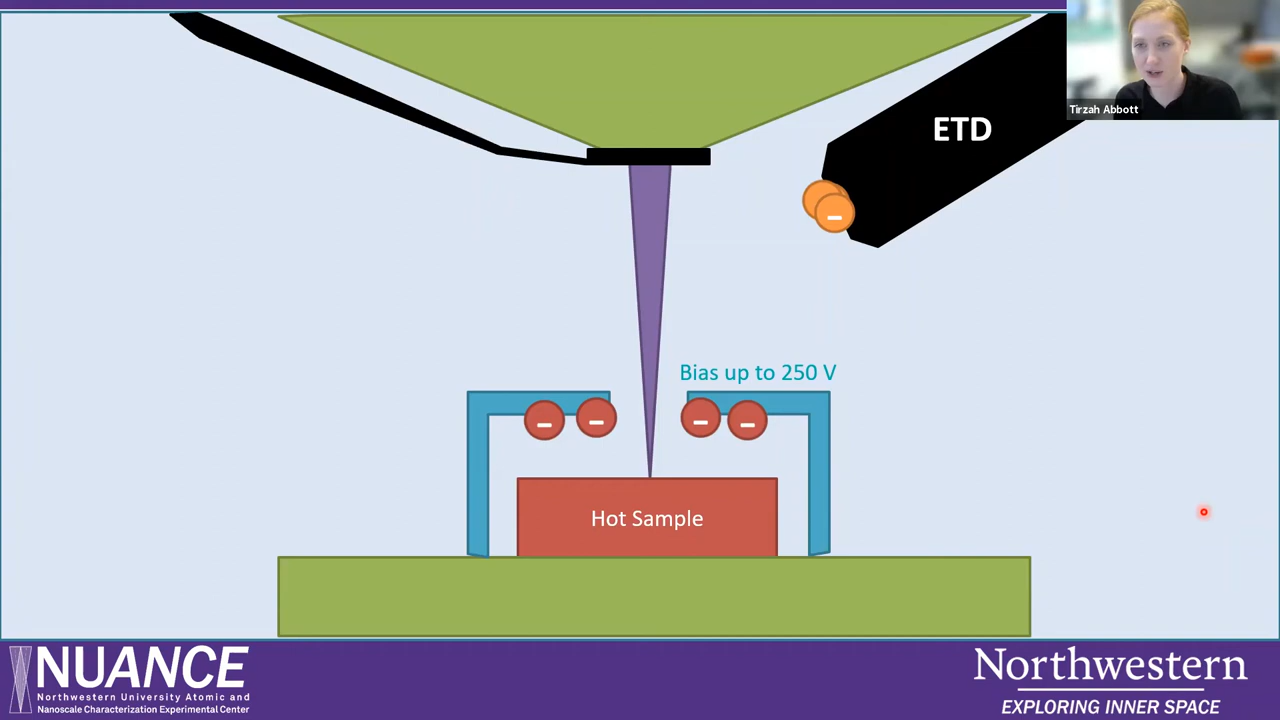 Tirzah Abbott
ETD
Bias up to 250 V
Hot Sample
NUANCE
Northwestern University Atomic and
Nanoscale Characterization Experimental Center
Northwestern
EXPLORING INNER SPACE